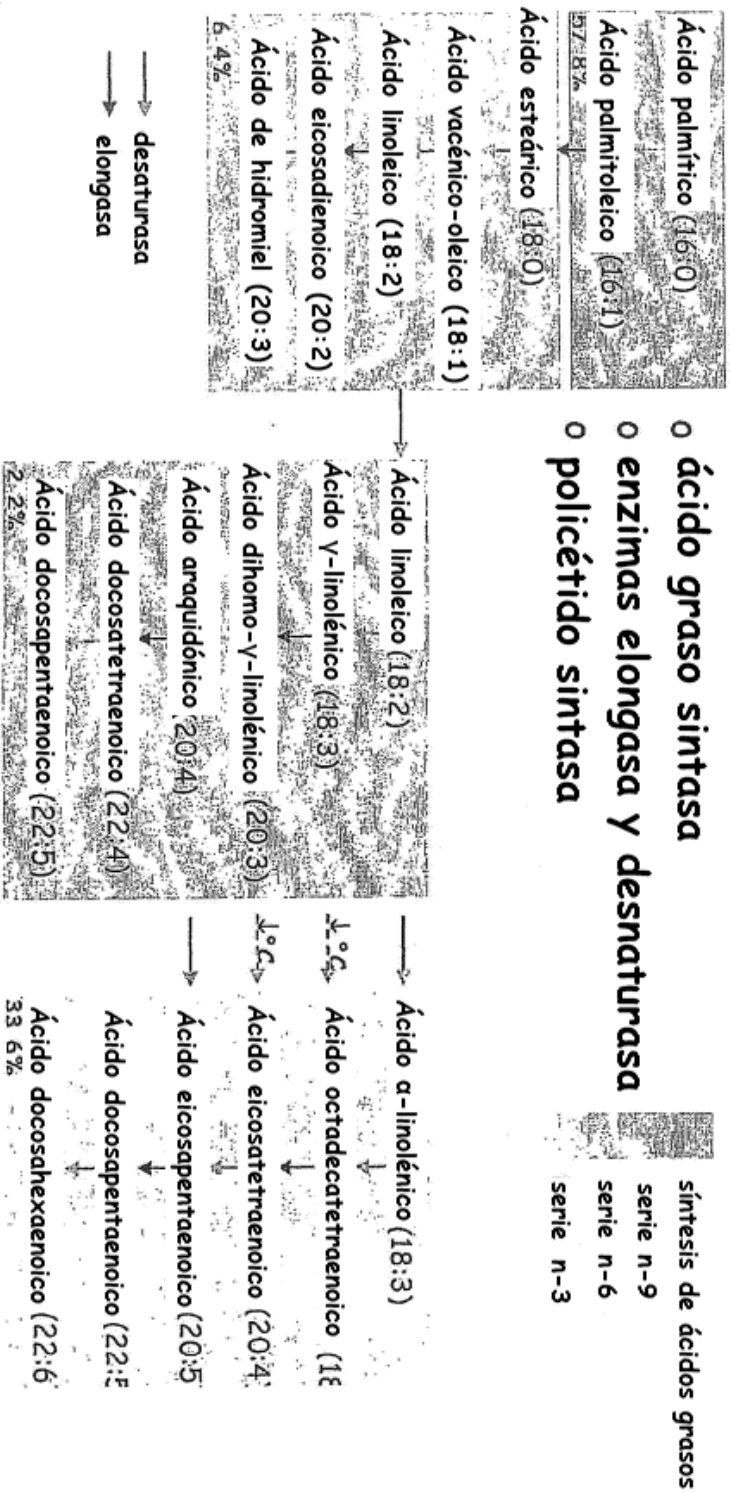 o ácido graso sintasa
o enzimas elongasa y desnaturasa
o policétido sintasa
síntesis de ácidos grasos
serie n-9
serie n-6
serie n-3
Ácido palmítico (16:0)
Ácido palmitoleico (16:1)
57 8%
Ácido esteárico (18:0)
Ácido vacénico-oleico (18:1)
Ácido linoleico (18:2)
Ácido eicosadienoico (20:2)
Ácido de hidromiel (20:3)
6 4%
desaturasa
elongasa
Ácido linoleico (18:2)
Ácido γ-linolénico (18:3)
Ácido dihomo-γ-linolénico (20:3)
Ácido araquidónico (20:4)
Ácido docosatetraenoico (22:4)
Ácido docosapentaenoico (22:5)
2 2%
↓°C
↓°C
Ácido α-linolénico (18:3)
Ácido octadecatetraenoico (18
Ácido eicosatetraenoico (20:4
Ácido eicosapentaenoico (20:5
Ácido docosapentaenoico (22:5
Ácido docosahexaenoico (22:6
33 6%